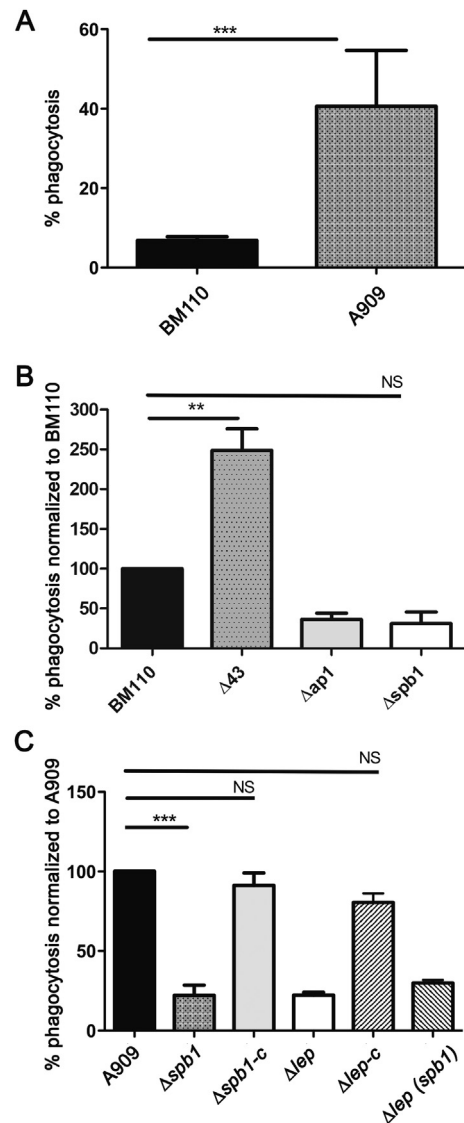 A
% phagocytosis
60
40
20
0
***
BM110
A909
B
% phagocytosis normalized to BM110
300
250
200
150
100
50
0
NS
**
BM110
Δ43
Δap1
Δspb1
C
% phagocytosis normalized to A909
150
100
50
0
NS
NS
***
A909
Δspb1
Δspb1-c
Δlep
Δlep-c
Δlep (spb1)